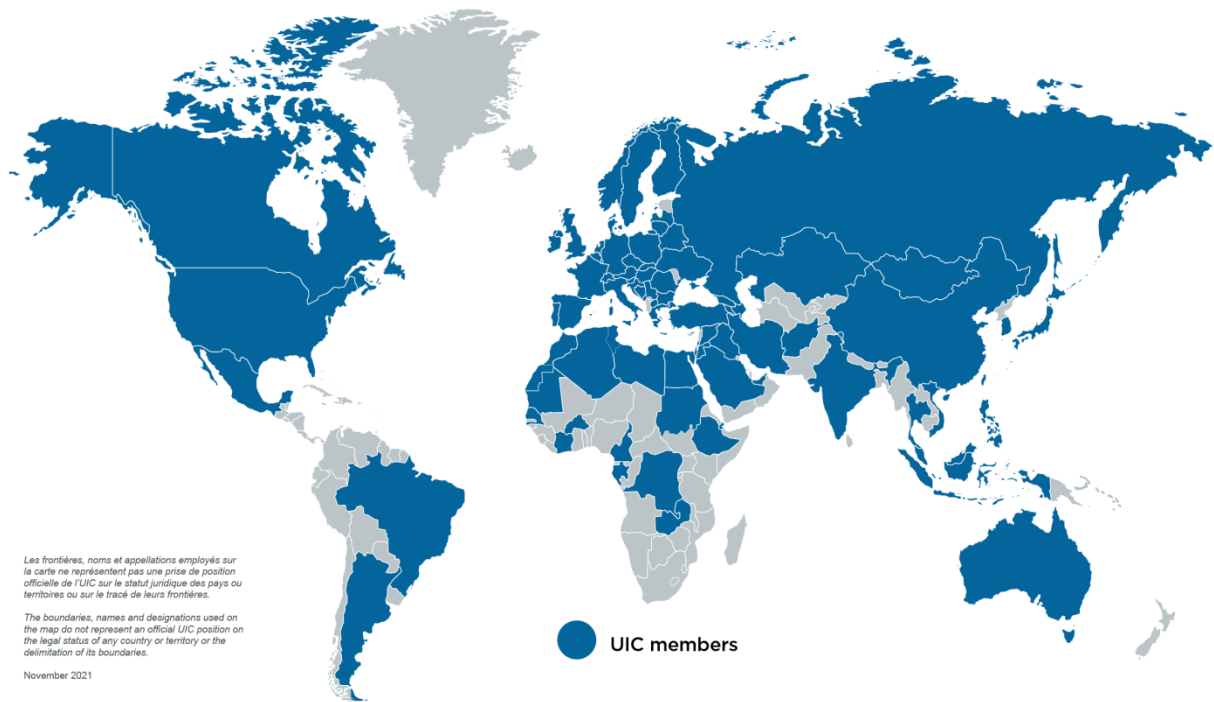 Les frontières, noms et appellations employés sur
la carte ne représentent pas une prise de position
officielle de l'UIC sur le statut juridique des pays ou
territoires ou sur le tracé de leurs frontières.
The boundaries, names and designations used on
the map do not represent an official UIC position on
the legal status of any country or territory or the
delimitation of its boundaries.
November 2021
UIC members